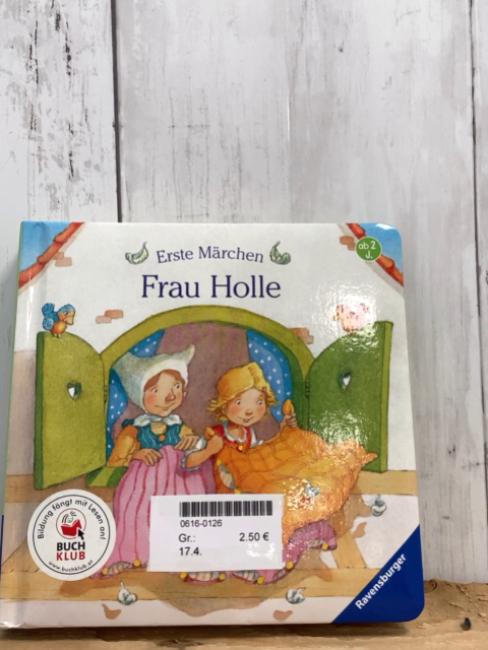 Erste Märchen
Frau Holle
ab 2
J.
Bildung fängt mit Lesen an!
BUCH
KLUB
www.buchklub.at
0616-0126
Gr.: 2.50 €
17.4.
Ravensburger